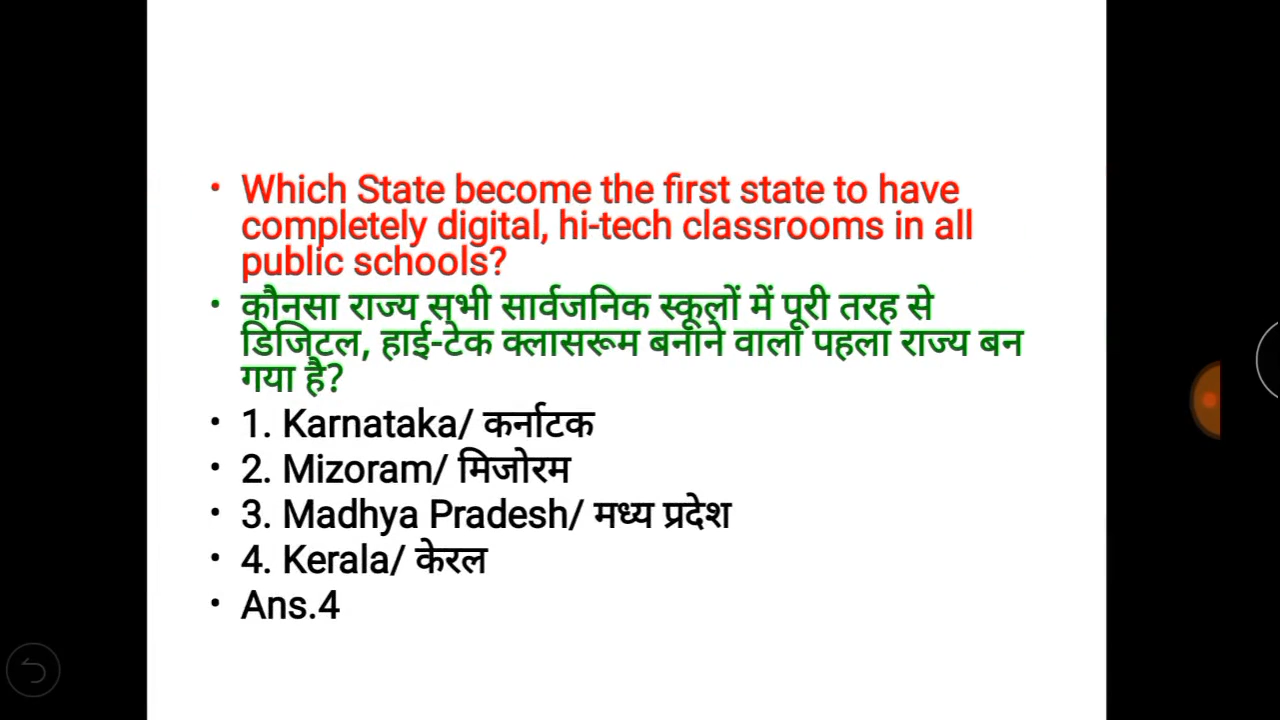 • Which State become the first state to have
completely digital, hi-tech classrooms in all
public schools?
• कौनसा राज्य सभी सार्वजनिक स्कूलों में पूरी तरह से
डिजिटल, हाई-टेक क्लासरूम बनाने वाला पहला राज्य बन
गया है?
• 1. Karnataka/ कर्नाटक
• 2. Mizoram/ मिजोरम
• 3. Madhya Pradesh/ मध्य प्रदेश
• 4. Kerala/ केरल
• Ans.4